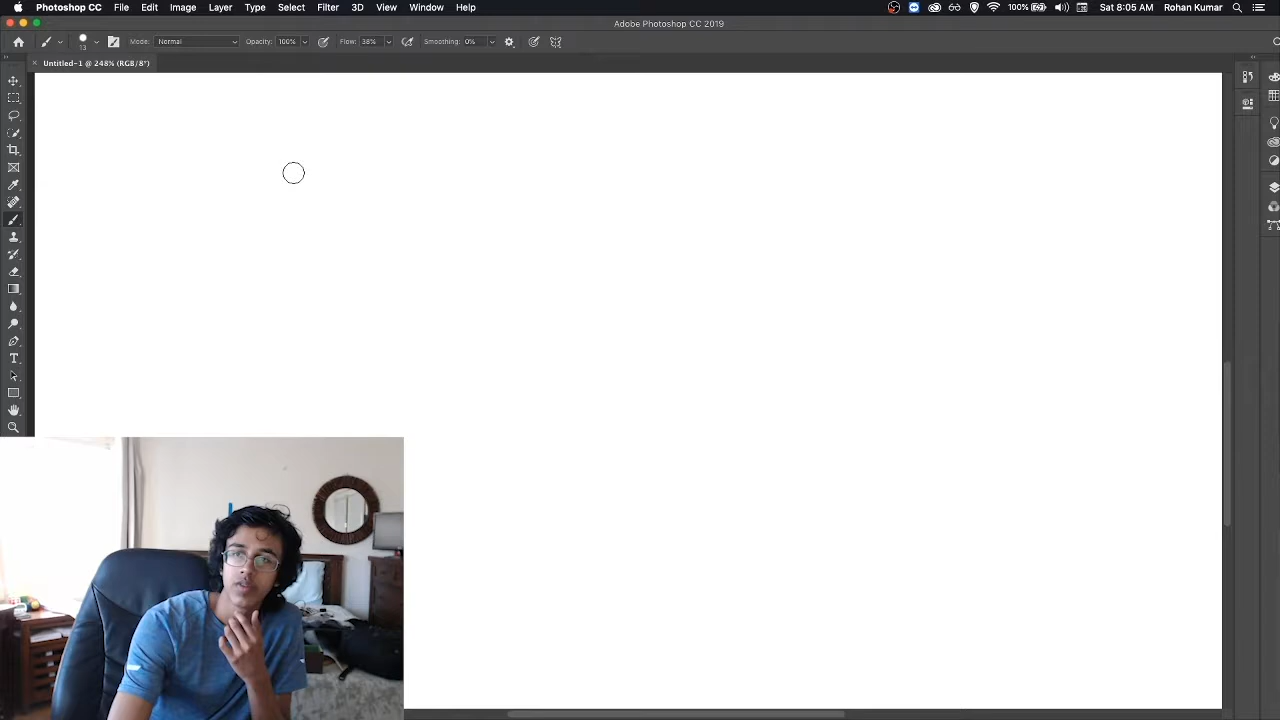 Photoshop CC File Edit Image Layer Type Select Filter 3D View Window Help 100% Sat 8:05 AM Rohan Kumar
Adobe Photoshop CC 2019
13 Mode: Normal Opacity: 100% Flow: 38% Smoothing: 0%
Untitled-1 @ 248% (RGB/8*)